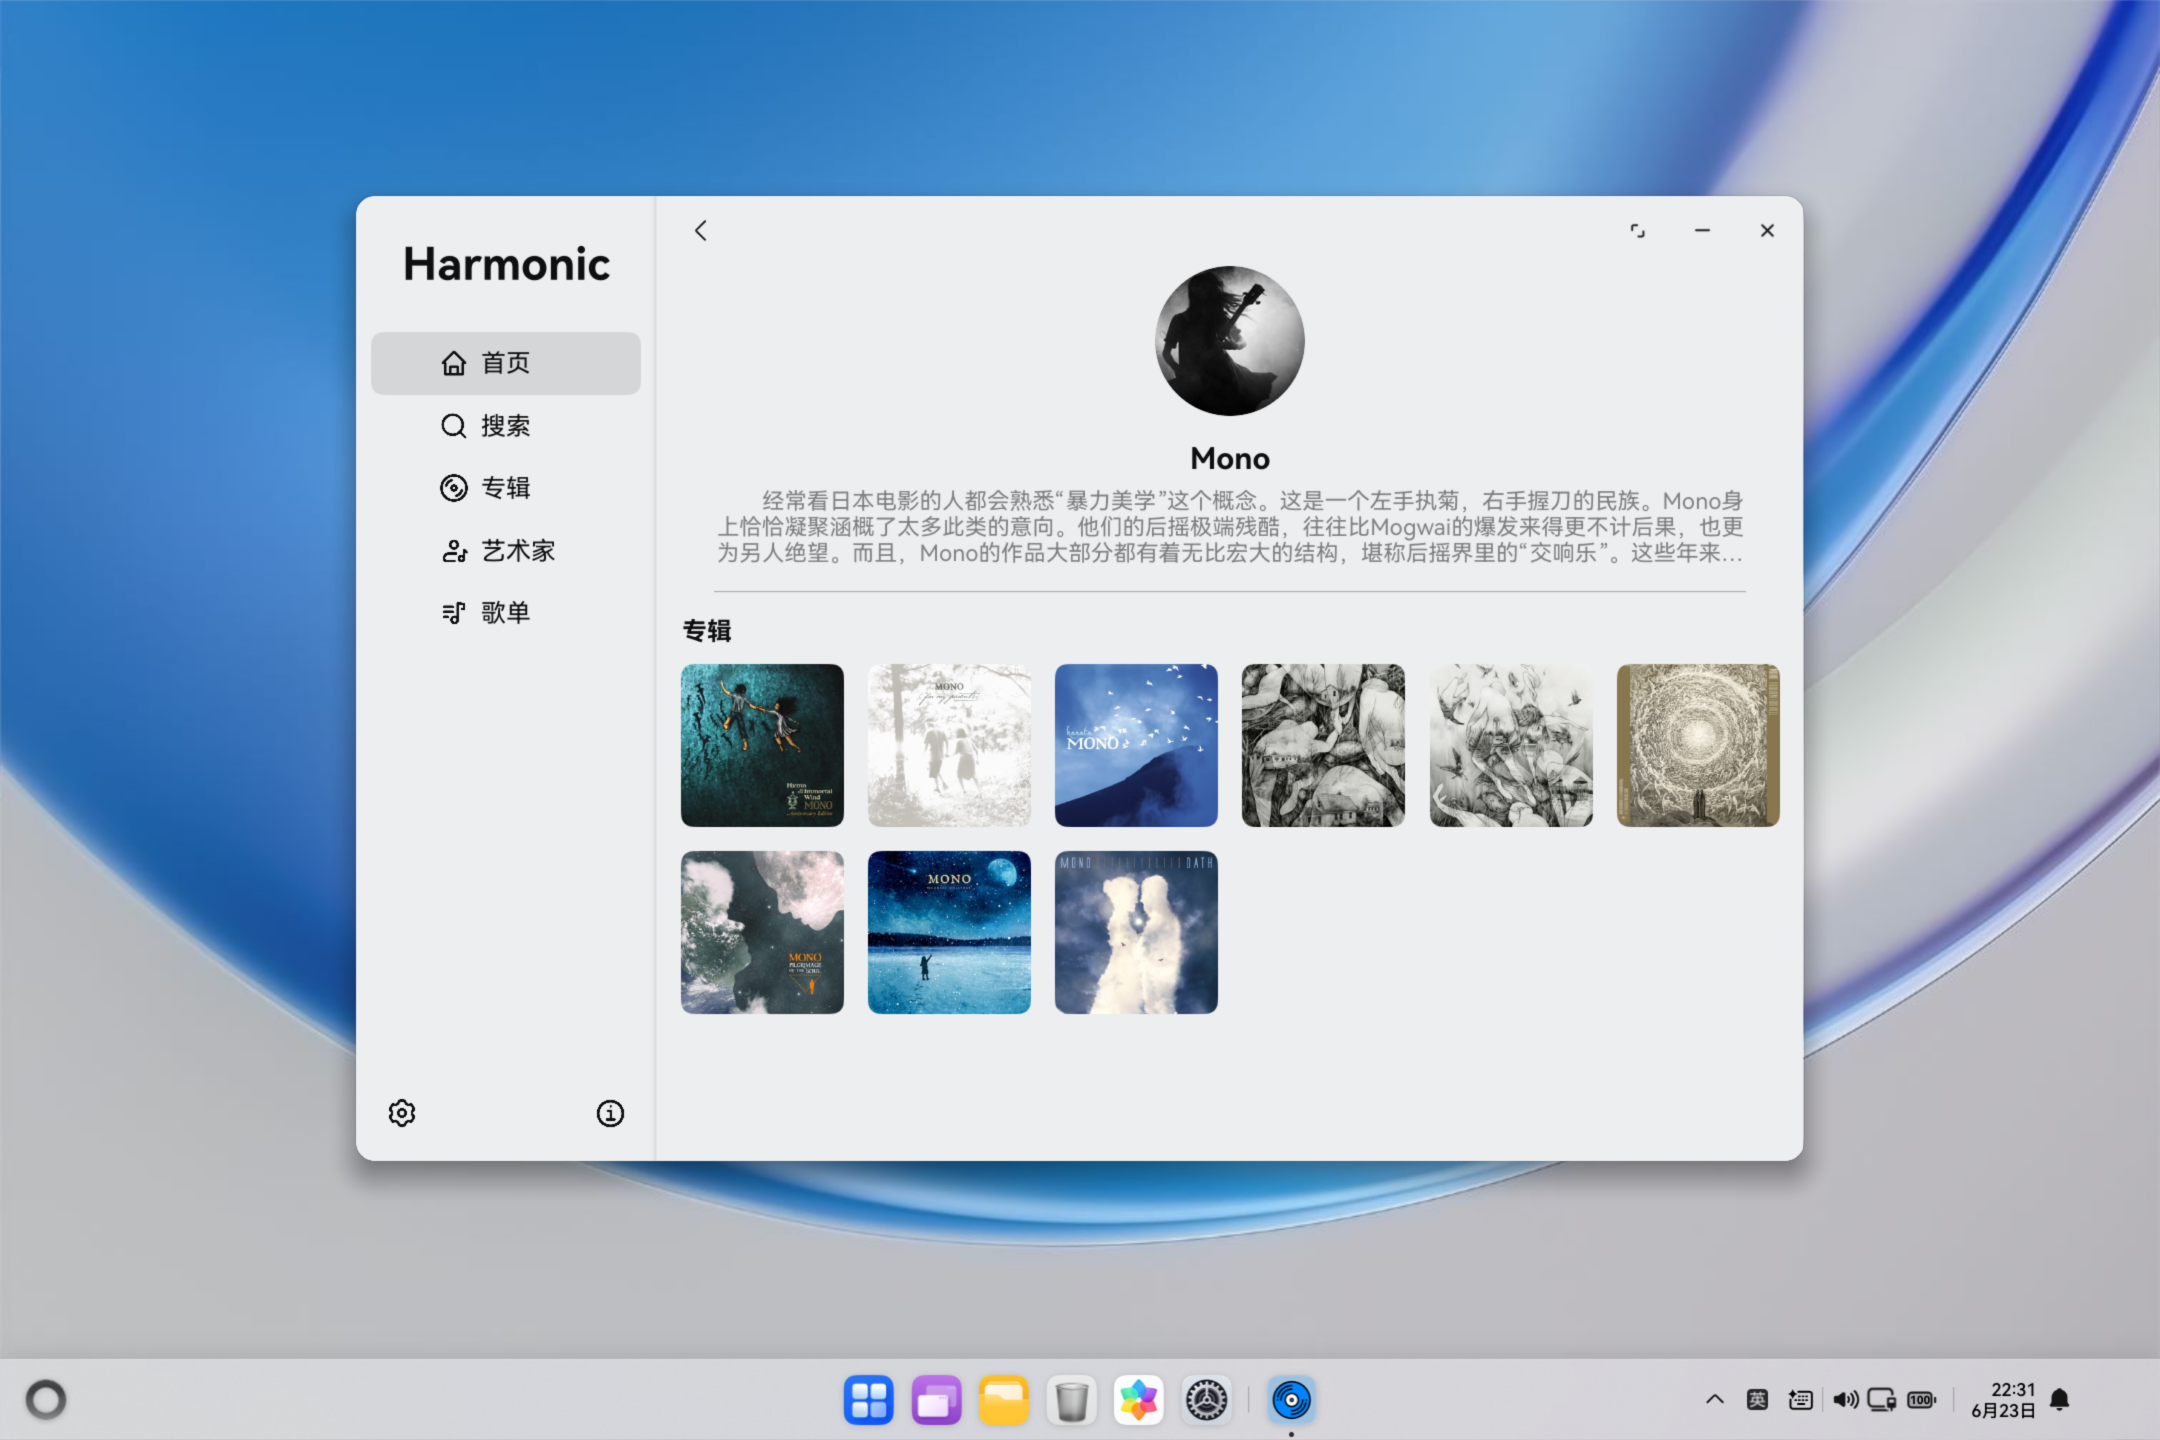 Harmonic
首页
搜索
专辑
艺术家
歌单
Mono
经常看日本电影的人都会熟悉“暴力美学”这个概念。这是一个左手执菊，右手握刀的民族。Mono身
上恰恰凝聚涵概了太多此类的意向。他们的后摇极端残酷，往往比Mogwai的爆发来得更不计后果，也更
为另人绝望。而且，Mono的作品大部分都有着无比宏大的结构，堪称后摇界里的“交响乐”。这些年来…
专辑
Hymn
Immortal
Wind
MONO
Anniversary Edition
MONO
MONO
MONO
PILGRIMAGE
OF THE SOUL
MONO
MONO OATH
英
100
22:31
6月23日